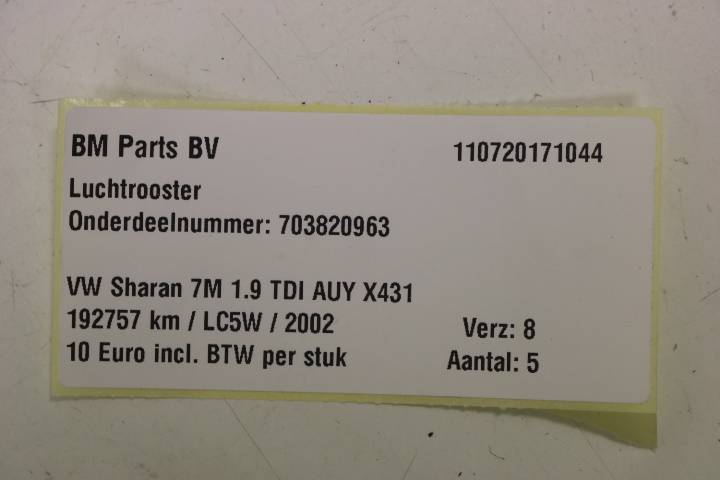 BM Parts BV 110720171044
Luchtrooster
Onderdeelnummer: 703820963
VW Sharan 7M 1.9 TDI AUY X431
192757 km / LC5W / 2002 Verz: 8
10 Euro incl. BTW per stuk Aantal: 5